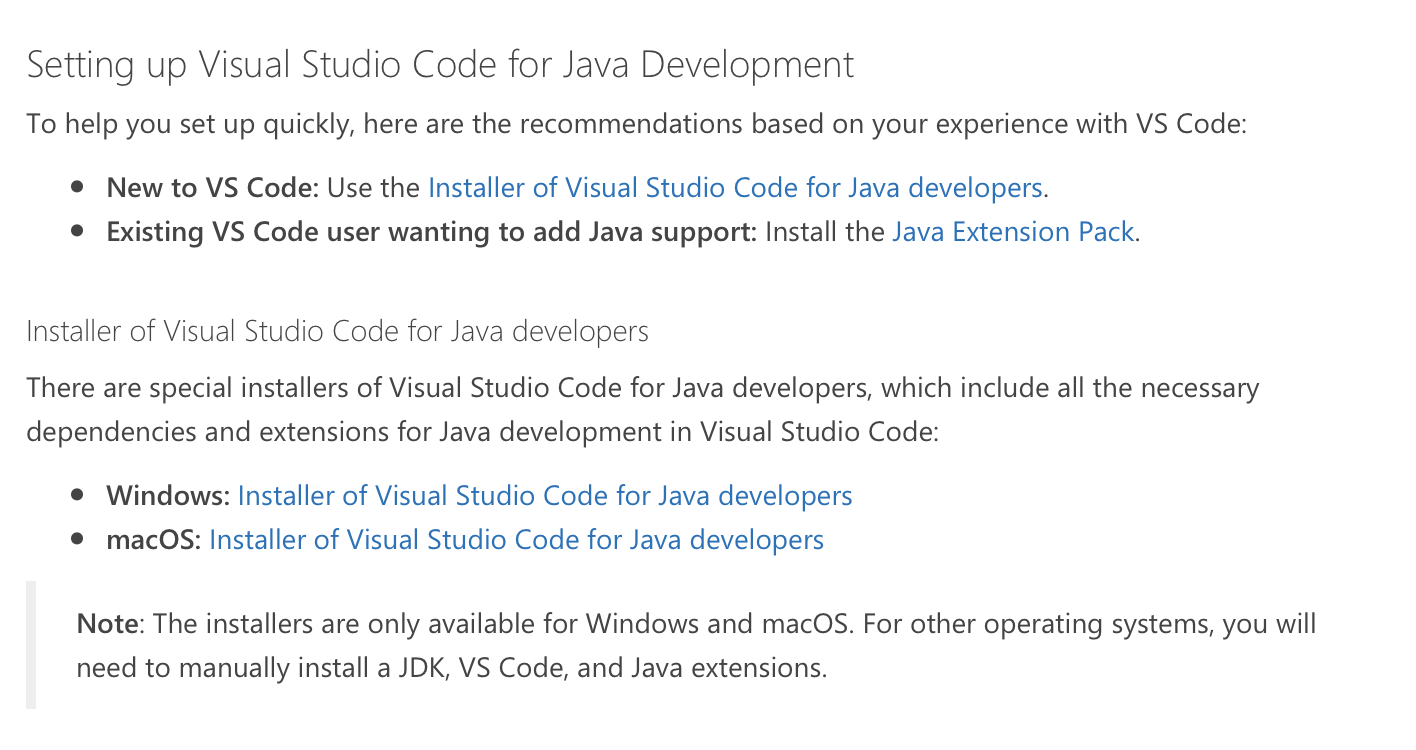 Setting up Visual Studio Code for Java Development
To help you set up quickly, here are the recommendations based on your experience with VS Code:
• New to VS Code: Use the Installer of Visual Studio Code for Java developers.
• Existing VS Code user wanting to add Java support: Install the Java Extension Pack.
Installer of Visual Studio Code for Java developers
There are special installers of Visual Studio Code for Java developers, which include all the necessary
dependencies and extensions for Java development in Visual Studio Code:
• Windows: Installer of Visual Studio Code for Java developers
• macOS: Installer of Visual Studio Code for Java developers
Note: The installers are only available for Windows and macOS. For other operating systems, you will
need to manually install a JDK, VS Code, and Java extensions.